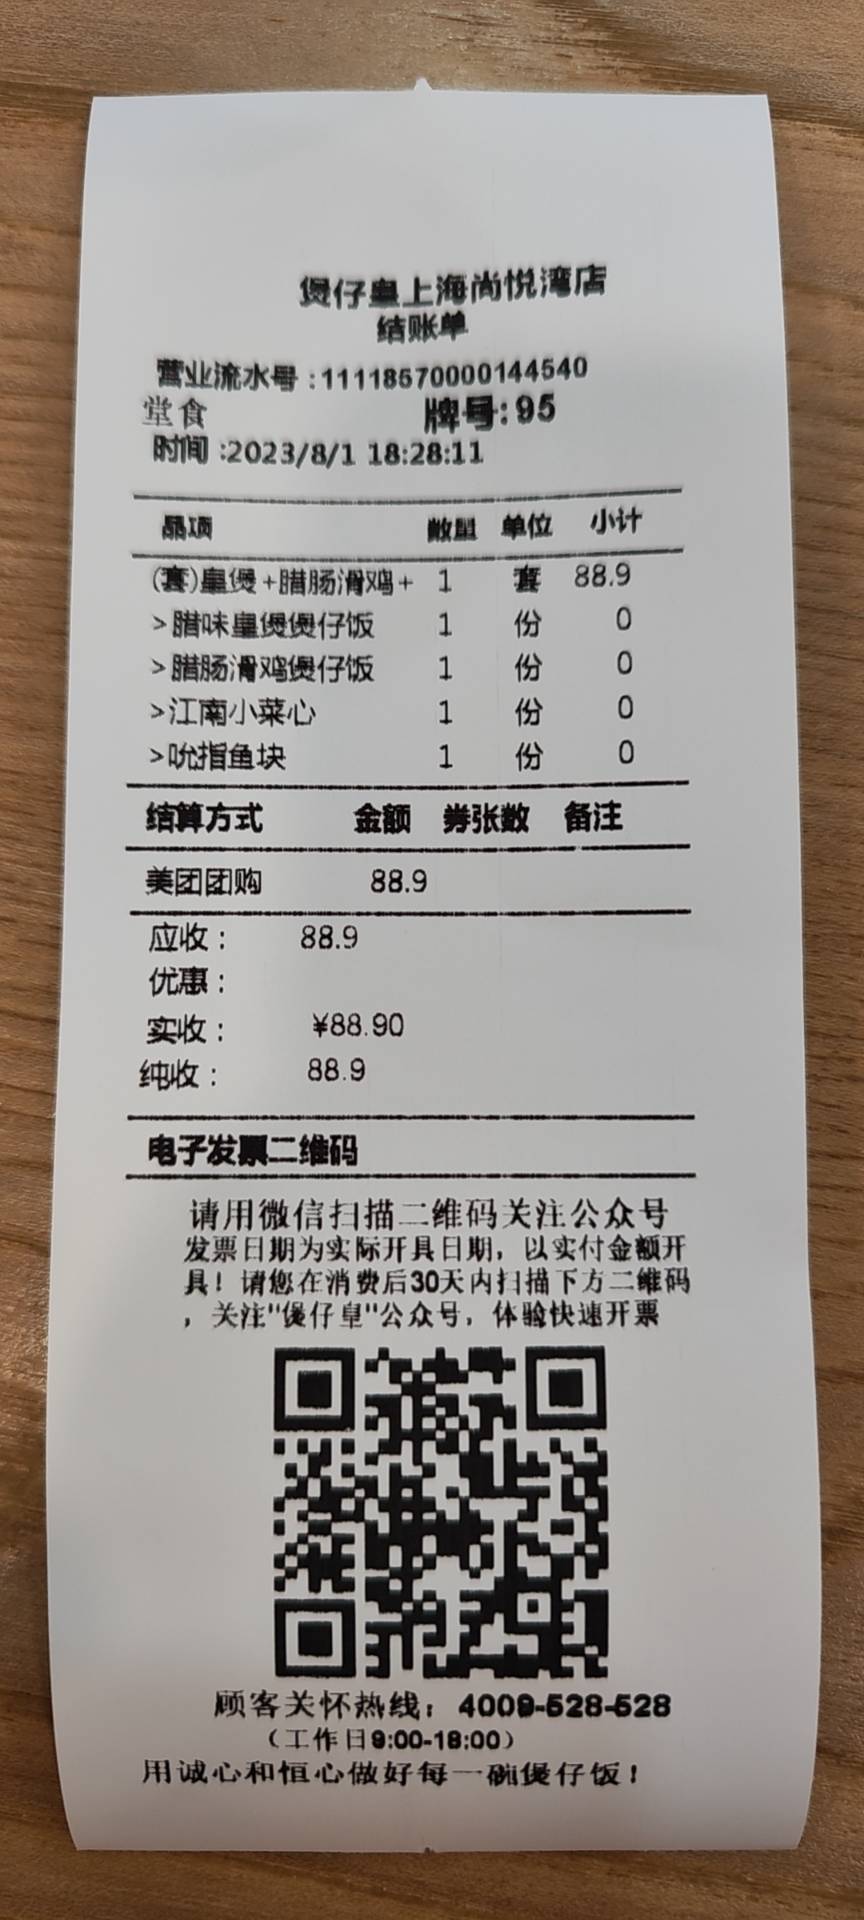 煲仔皇上海尚悦湾店
结账单
营业流水号:11118570000144540
堂食 牌号:95
时间:2023/8/1 18:28:11
品项 数量 单位 小计
(套)皇煲+腊肠滑鸡+ 1 套 88.9
>腊味皇煲煲仔饭 1 份 0
>腊肠滑鸡煲仔饭 1 份 0
>江南小菜心 1 份 0
>吮指鱼块 1 份 0
结算方式 金额 券张数 备注
美团团购 88.9
应收: 88.9
优惠:
实收: ¥88.90
纯收: 88.9
电子发票二维码
请用微信扫描二维码关注公众号
发票日期为实际开具日期，以实付金额开
具！请您在消费后30天内扫描下方二维码
，关注"煲仔皇"公众号，体验快速开票
顾客关怀热线：4009-528-528
（工作日9:00-18:00）
用诚心和恒心做好每一碗煲仔饭！